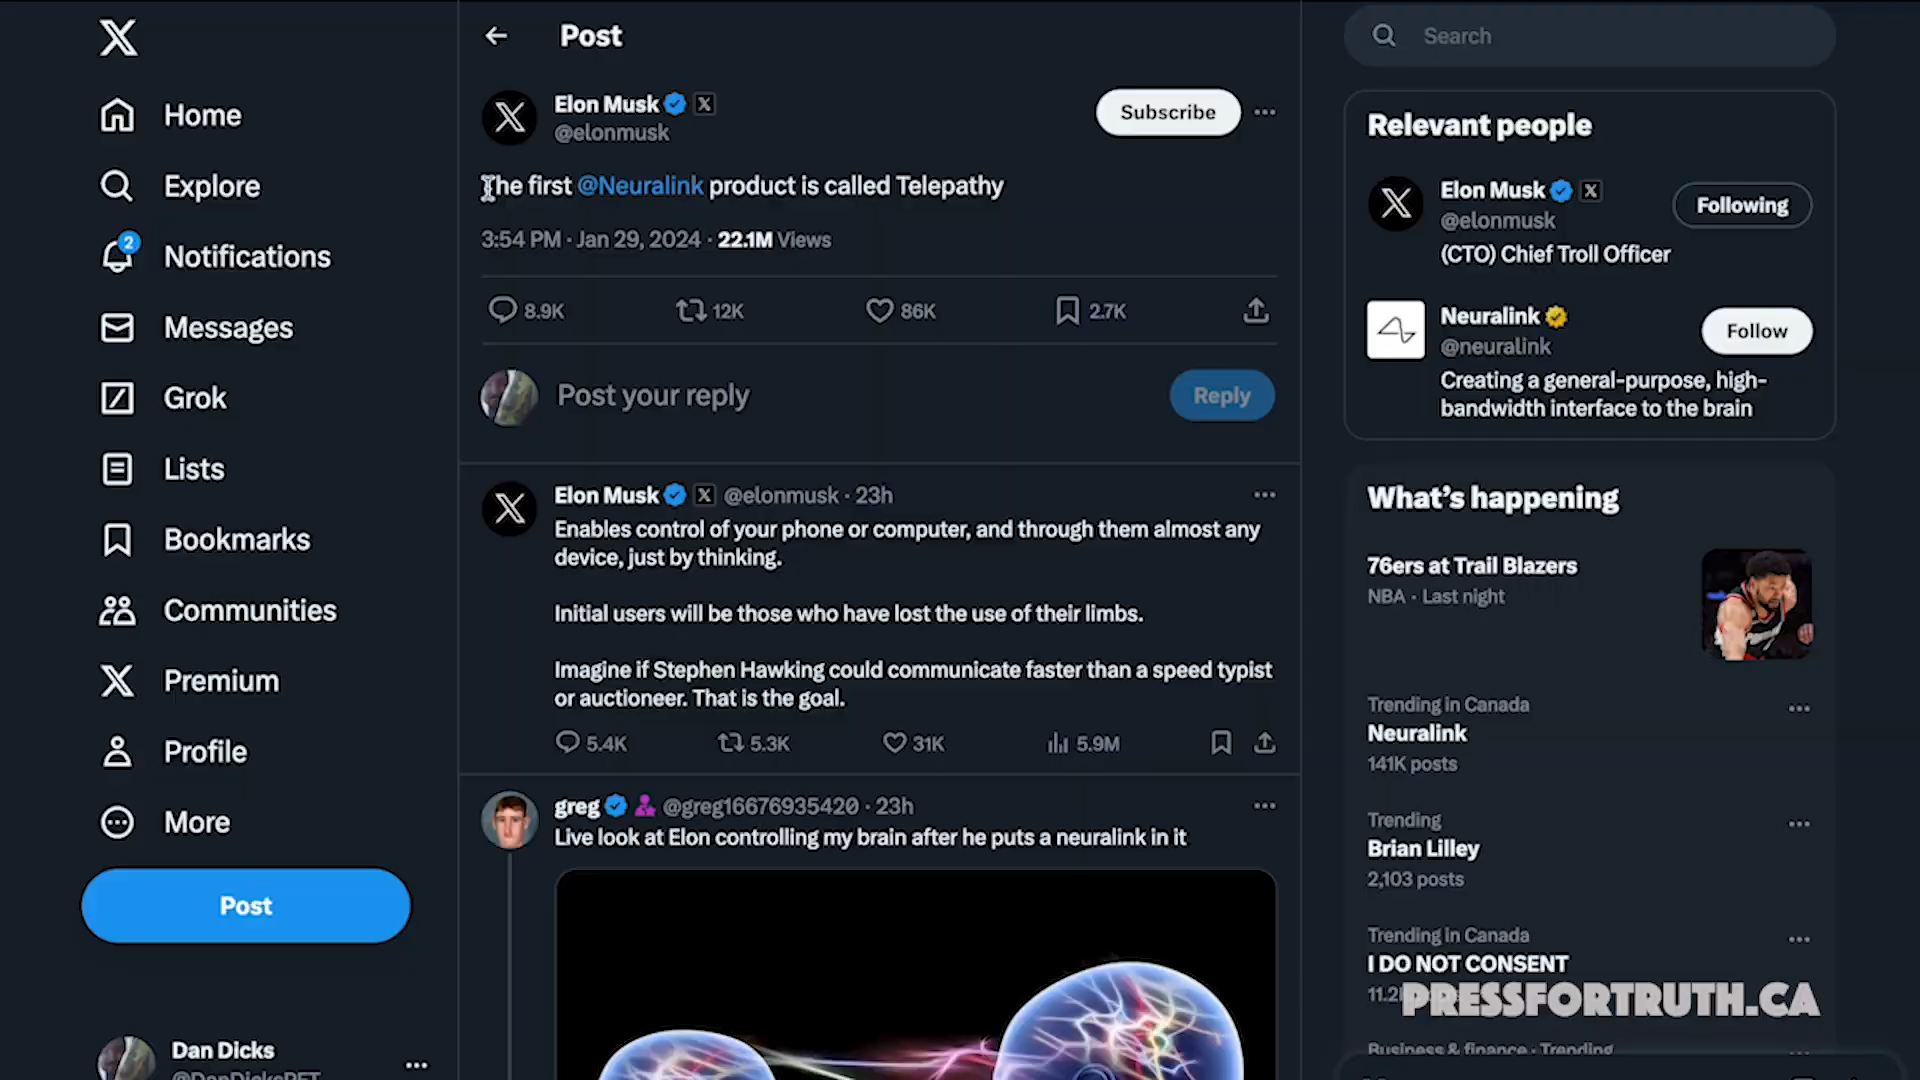 Home
Explore
2
Notifications
Messages
Grok
Lists
Bookmarks
Communities
Premium
Profile
More
Post
Dan Dicks
Post
Elon Musk
@elonmusk
Subscribe
The first @Neuralink product is called Telepathy
3:54 PM · Jan 29, 2024 · 22.1M Views
8.9K 12K 86K 2.7K
Post your reply
Reply
Elon Musk @elonmusk · 23h
Enables control of your phone or computer, and through them almost any
device, just by thinking.
Initial users will be those who have lost the use of their limbs.
Imagine if Stephen Hawking could communicate faster than a speed typist
or auctioneer. That is the goal.
5.4K 5.3K 31K 5.9M
greg @greg16676935420 · 23h
Live look at Elon controlling my brain after he puts a neuralink in it
Search
Relevant people
Elon Musk
@elonmusk
Following
(CTO) Chief Troll Officer
Neuralink
@neuralink
Follow
Creating a general-purpose, high-
bandwidth interface to the brain
What's happening
76ers at Trail Blazers
NBA · Last night
Trending in Canada
Neuralink
141K posts
Trending
Brian Lilley
2,103 posts
Trending in Canada
I DO NOT CONSENT
PRESSFORTRUTH.CA
Business & finance · Trending